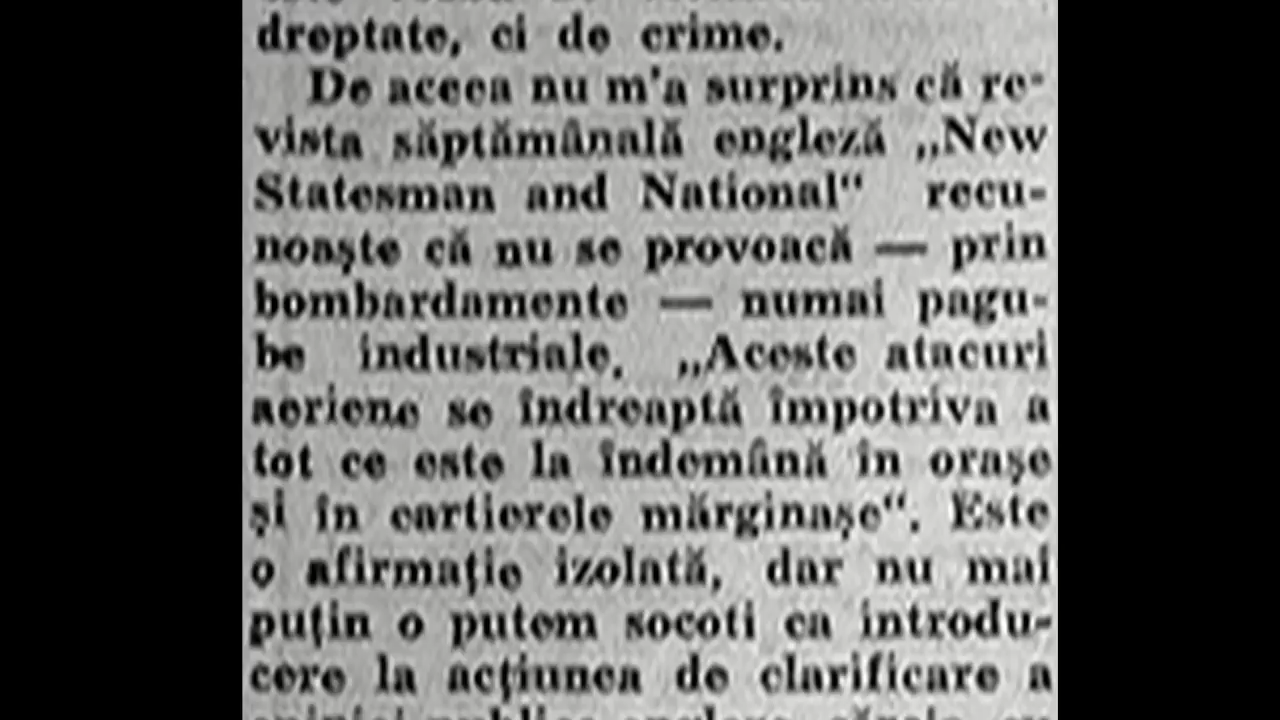 dreptate, ci de crime.
De aceea nu m'a surprins că re-
vista săptămânală engleză „New
Statesman and National“ recu-
noaşte că nu se provoacă — prin
bombardamente — numai pagu-
be industriale. „Aceste atacuri
aeriene se îndreaptă împotriva a
tot ce este la îndemână în oraşe
şi în cartierele mărginaşe“. Este
o afirmaţie izolată, dar nu mai
puţin o putem socoti ca introdu-
cere la acţiunea de clarificare a